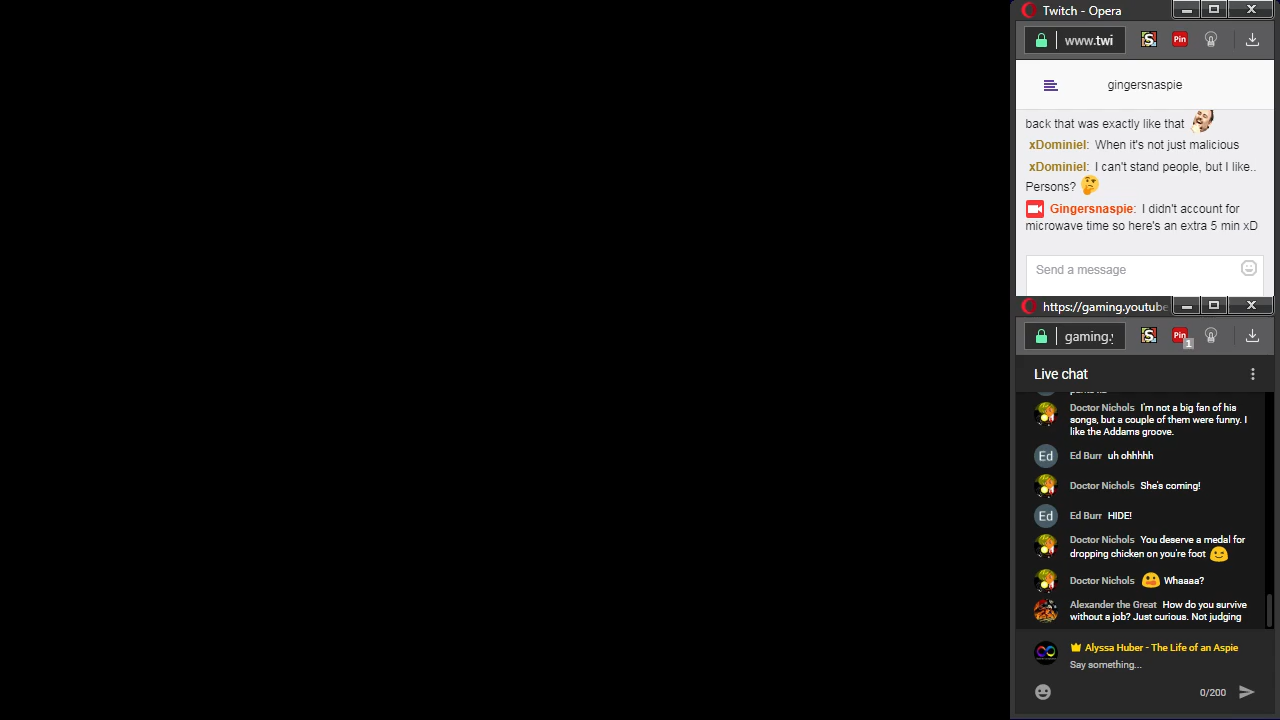 Twitch - Opera
www.twi
Pin
gingersnaspie
back that was exactly like that
xDominiel: When it's not just malicious
xDominiel: I can't stand people, but I like..
Persons?
Gingersnaspie: I didn't account for
microwave time so here's an extra 5 min xD
Send a message
https://gaming.youtube
gaming.y
Pin
1
Live chat
Doctor Nichols I'm not a big fan of his
songs, but a couple of them were funny. I
like the Addams groove.
Ed
Ed Burr uh ohhhhh
Doctor Nichols She's coming!
Ed
Ed Burr HIDE!
Doctor Nichols You deserve a medal for
dropping chicken on you're foot
Doctor Nichols Whaaaa?
Alexander the Great How do you survive
without a job? Just curious. Not judging
Alyssa Huber - The Life of an Aspie
Say something...
0/200